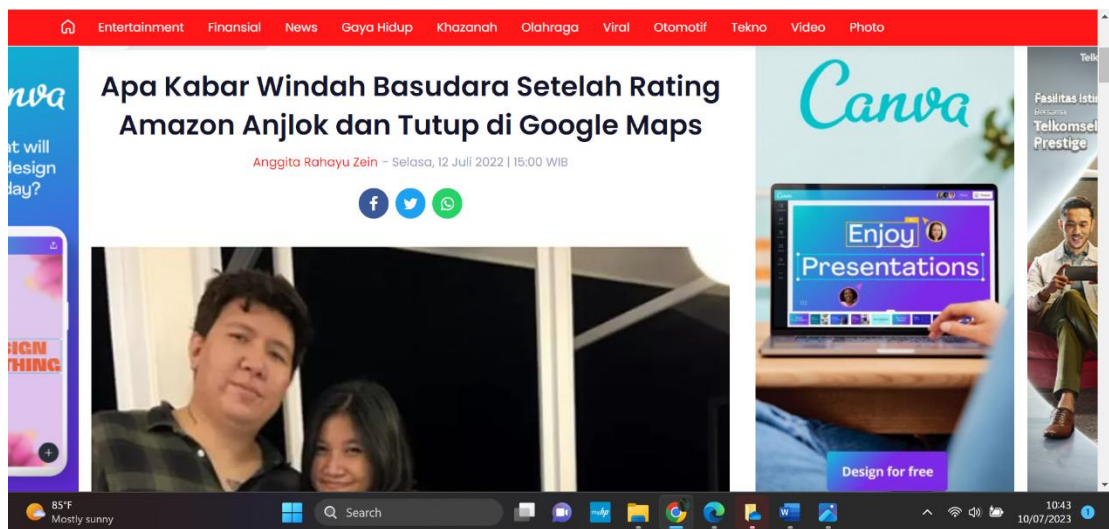 Entertainment Finansial News Gaya Hidup Khazanah Olahraga Viral Otomotif Tekno Video Photo
Apa Kabar Windah Basudara Setelah Rating
Amazon Anjlok dan Tutup di Google Maps
Anggita Rahayu Zein - Selasa, 12 Juli 2022 | 15:00 WIB
at will
design
day?
Canva
Enjoy
Presentations
Design for free
Fasilitas Isti
Bersama
Telkomsel
Prestige
85°F
Mostly sunny
Search
10:43
10/07/2023